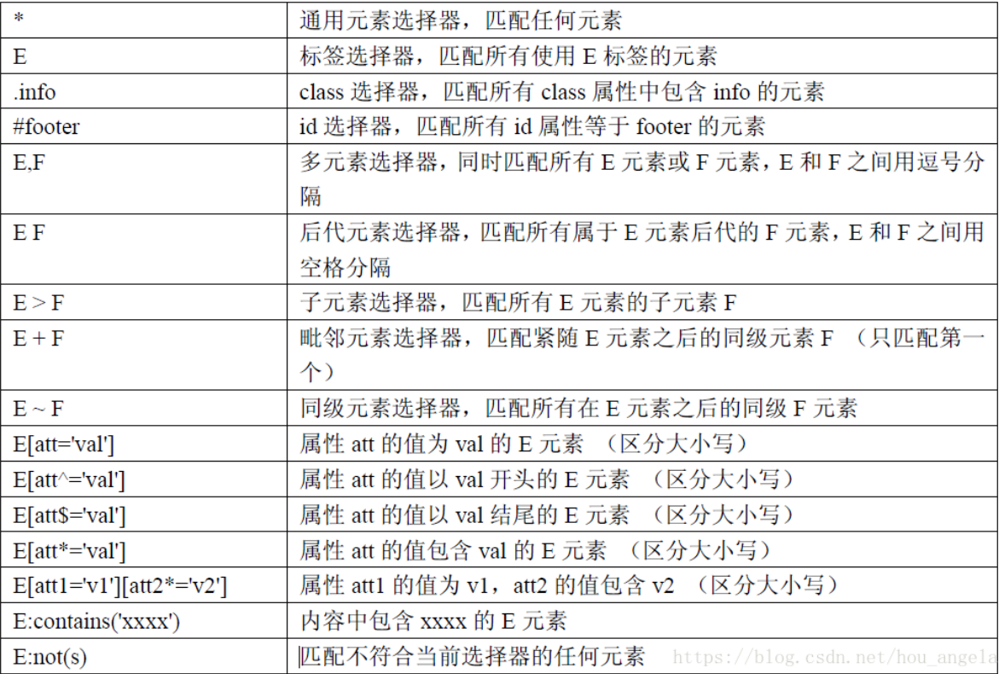 *
通用元素选择器，匹配任何元素
E
标签选择器，匹配所有使用 E 标签的元素
.info
class 选择器，匹配所有 class 属性中包含 info 的元素
#footer
id 选择器，匹配所有 id 属性等于 footer 的元素
E,F
多元素选择器，同时匹配所有 E 元素或 F 元素，E 和 F 之间用逗号分
隔
E F
后代元素选择器，匹配所有属于 E 元素后代的 F 元素，E 和 F 之间用
空格分隔
E > F
子元素选择器，匹配所有 E 元素的子元素 F
E + F
毗邻元素选择器，匹配紧随 E 元素之后的同级元素 F （只匹配第一
个）
E ~ F
同级元素选择器，匹配所有在 E 元素之后的同级 F 元素
E[att='val']
属性 att 的值为 val 的 E 元素 （区分大小写）
E[att^='val']
属性 att 的值以 val 开头的 E 元素 （区分大小写）
E[att$='val']
属性 att 的值以 val 结尾的 E 元素 （区分大小写）
E[att*='val']
属性 att 的值包含 val 的 E 元素 （区分大小写）
E[att1='v1'][att2*='v2']
属性 att1 的值为 v1，att2 的值包含 v2 （区分大小写）
E:contains('xxxx')
内容中包含 xxxx 的 E 元素
E:not(s)
匹配不符合当前选择器的任何元素
https://blog.csdn.net/hou_angela